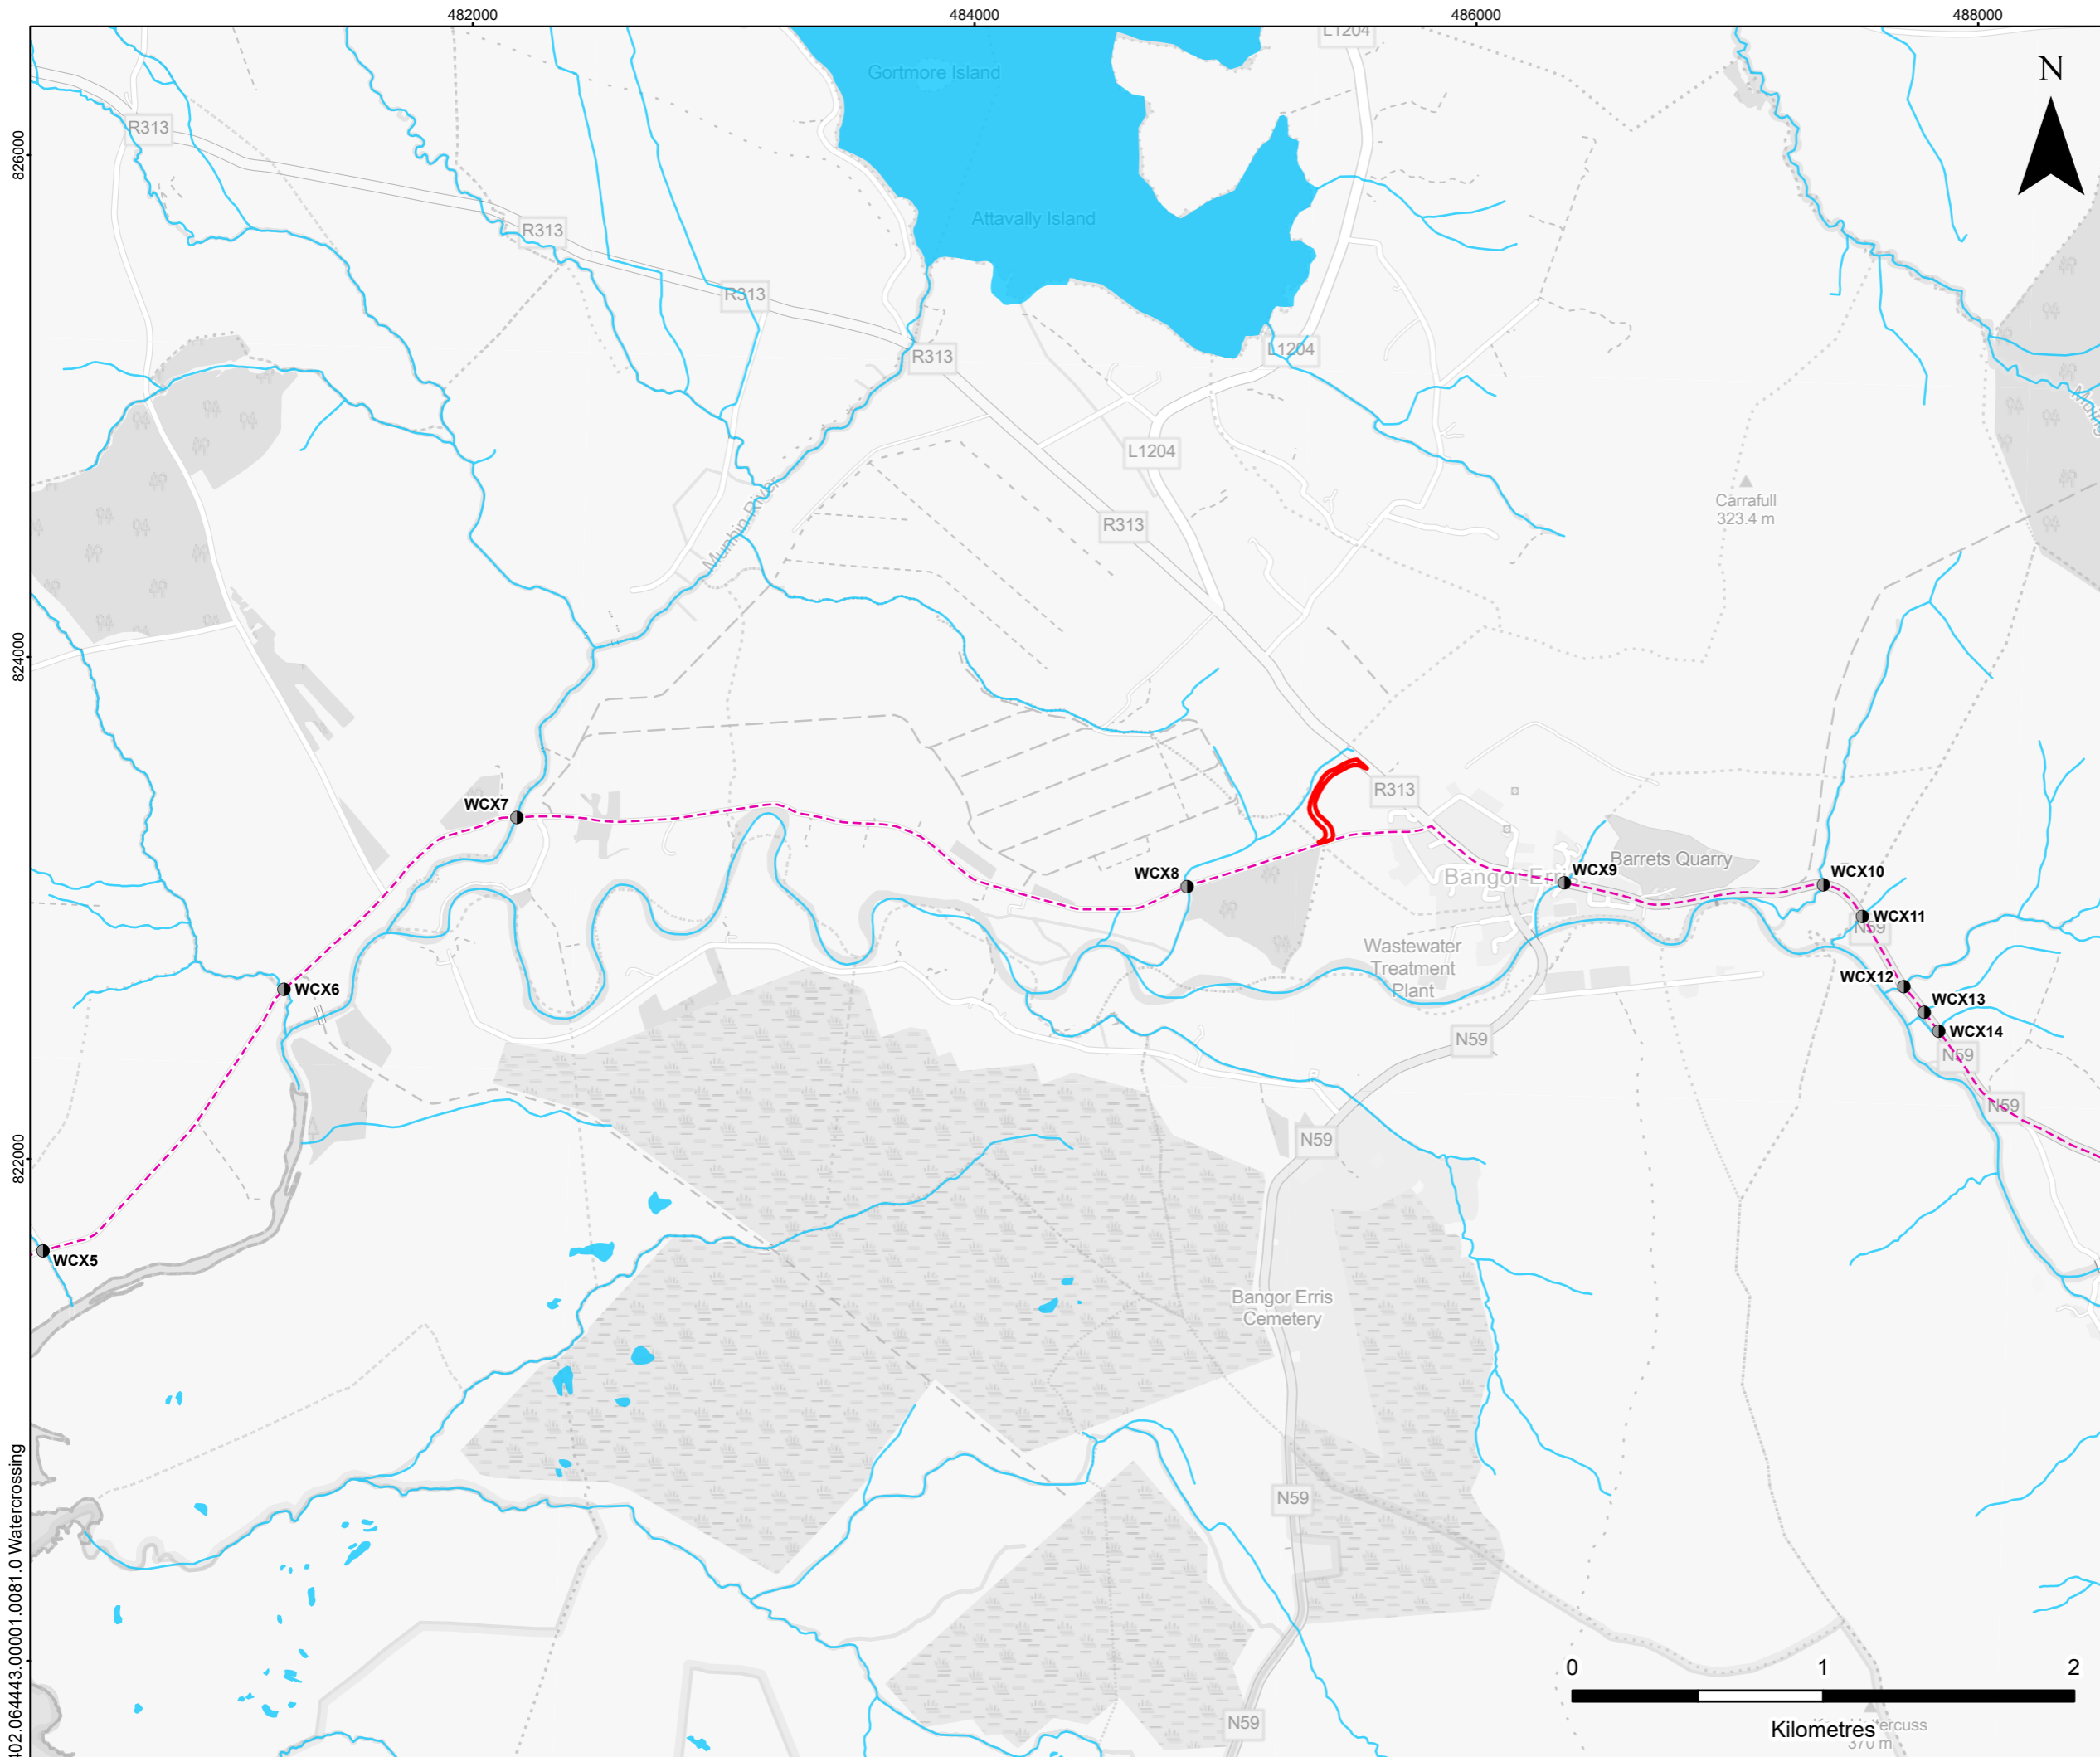 482000
484000
486000
488000
L1204
Gortmore Island
N
R313
826000
Attavally Island
R313
R313
L1204
R313
L1204
Carrafull
323.4 m
R313
Munhin River
824000
R313
WCX7
Barrets Quarry
WCX8
Bangor Erris
WCX9
WCX10
WCX11
N59
Wastewater
Treatment
Plant
WCX12
WCX6
WCX13
WCX14
N59
N59
N59
N59
822000
WCX5
Bangor Erris
Cemetery
N59
402.064443.00001.0081.0 Watercrossing
0
1
2
Kilometres
370 m
N59